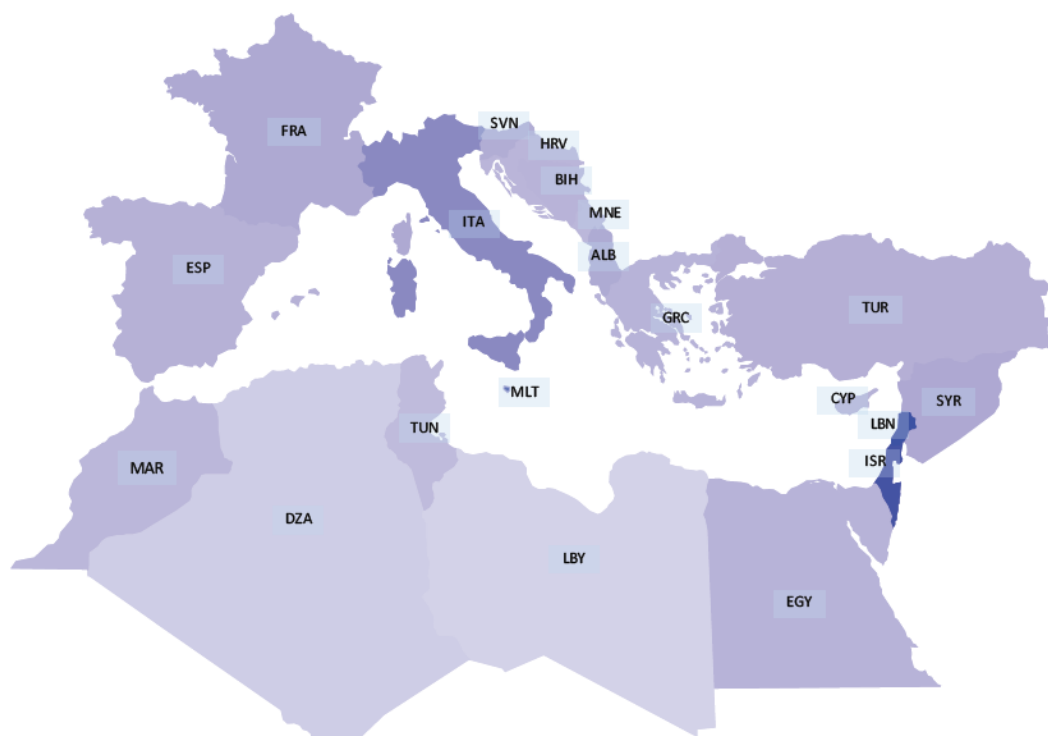 FRA
SVN
HRV
BIH
MNE
ITA
ALB
ESP
GRC
TUR
MLT
CYP
SYR
LBN
TUN
ISR
MAR
DZA
LBY
EGY